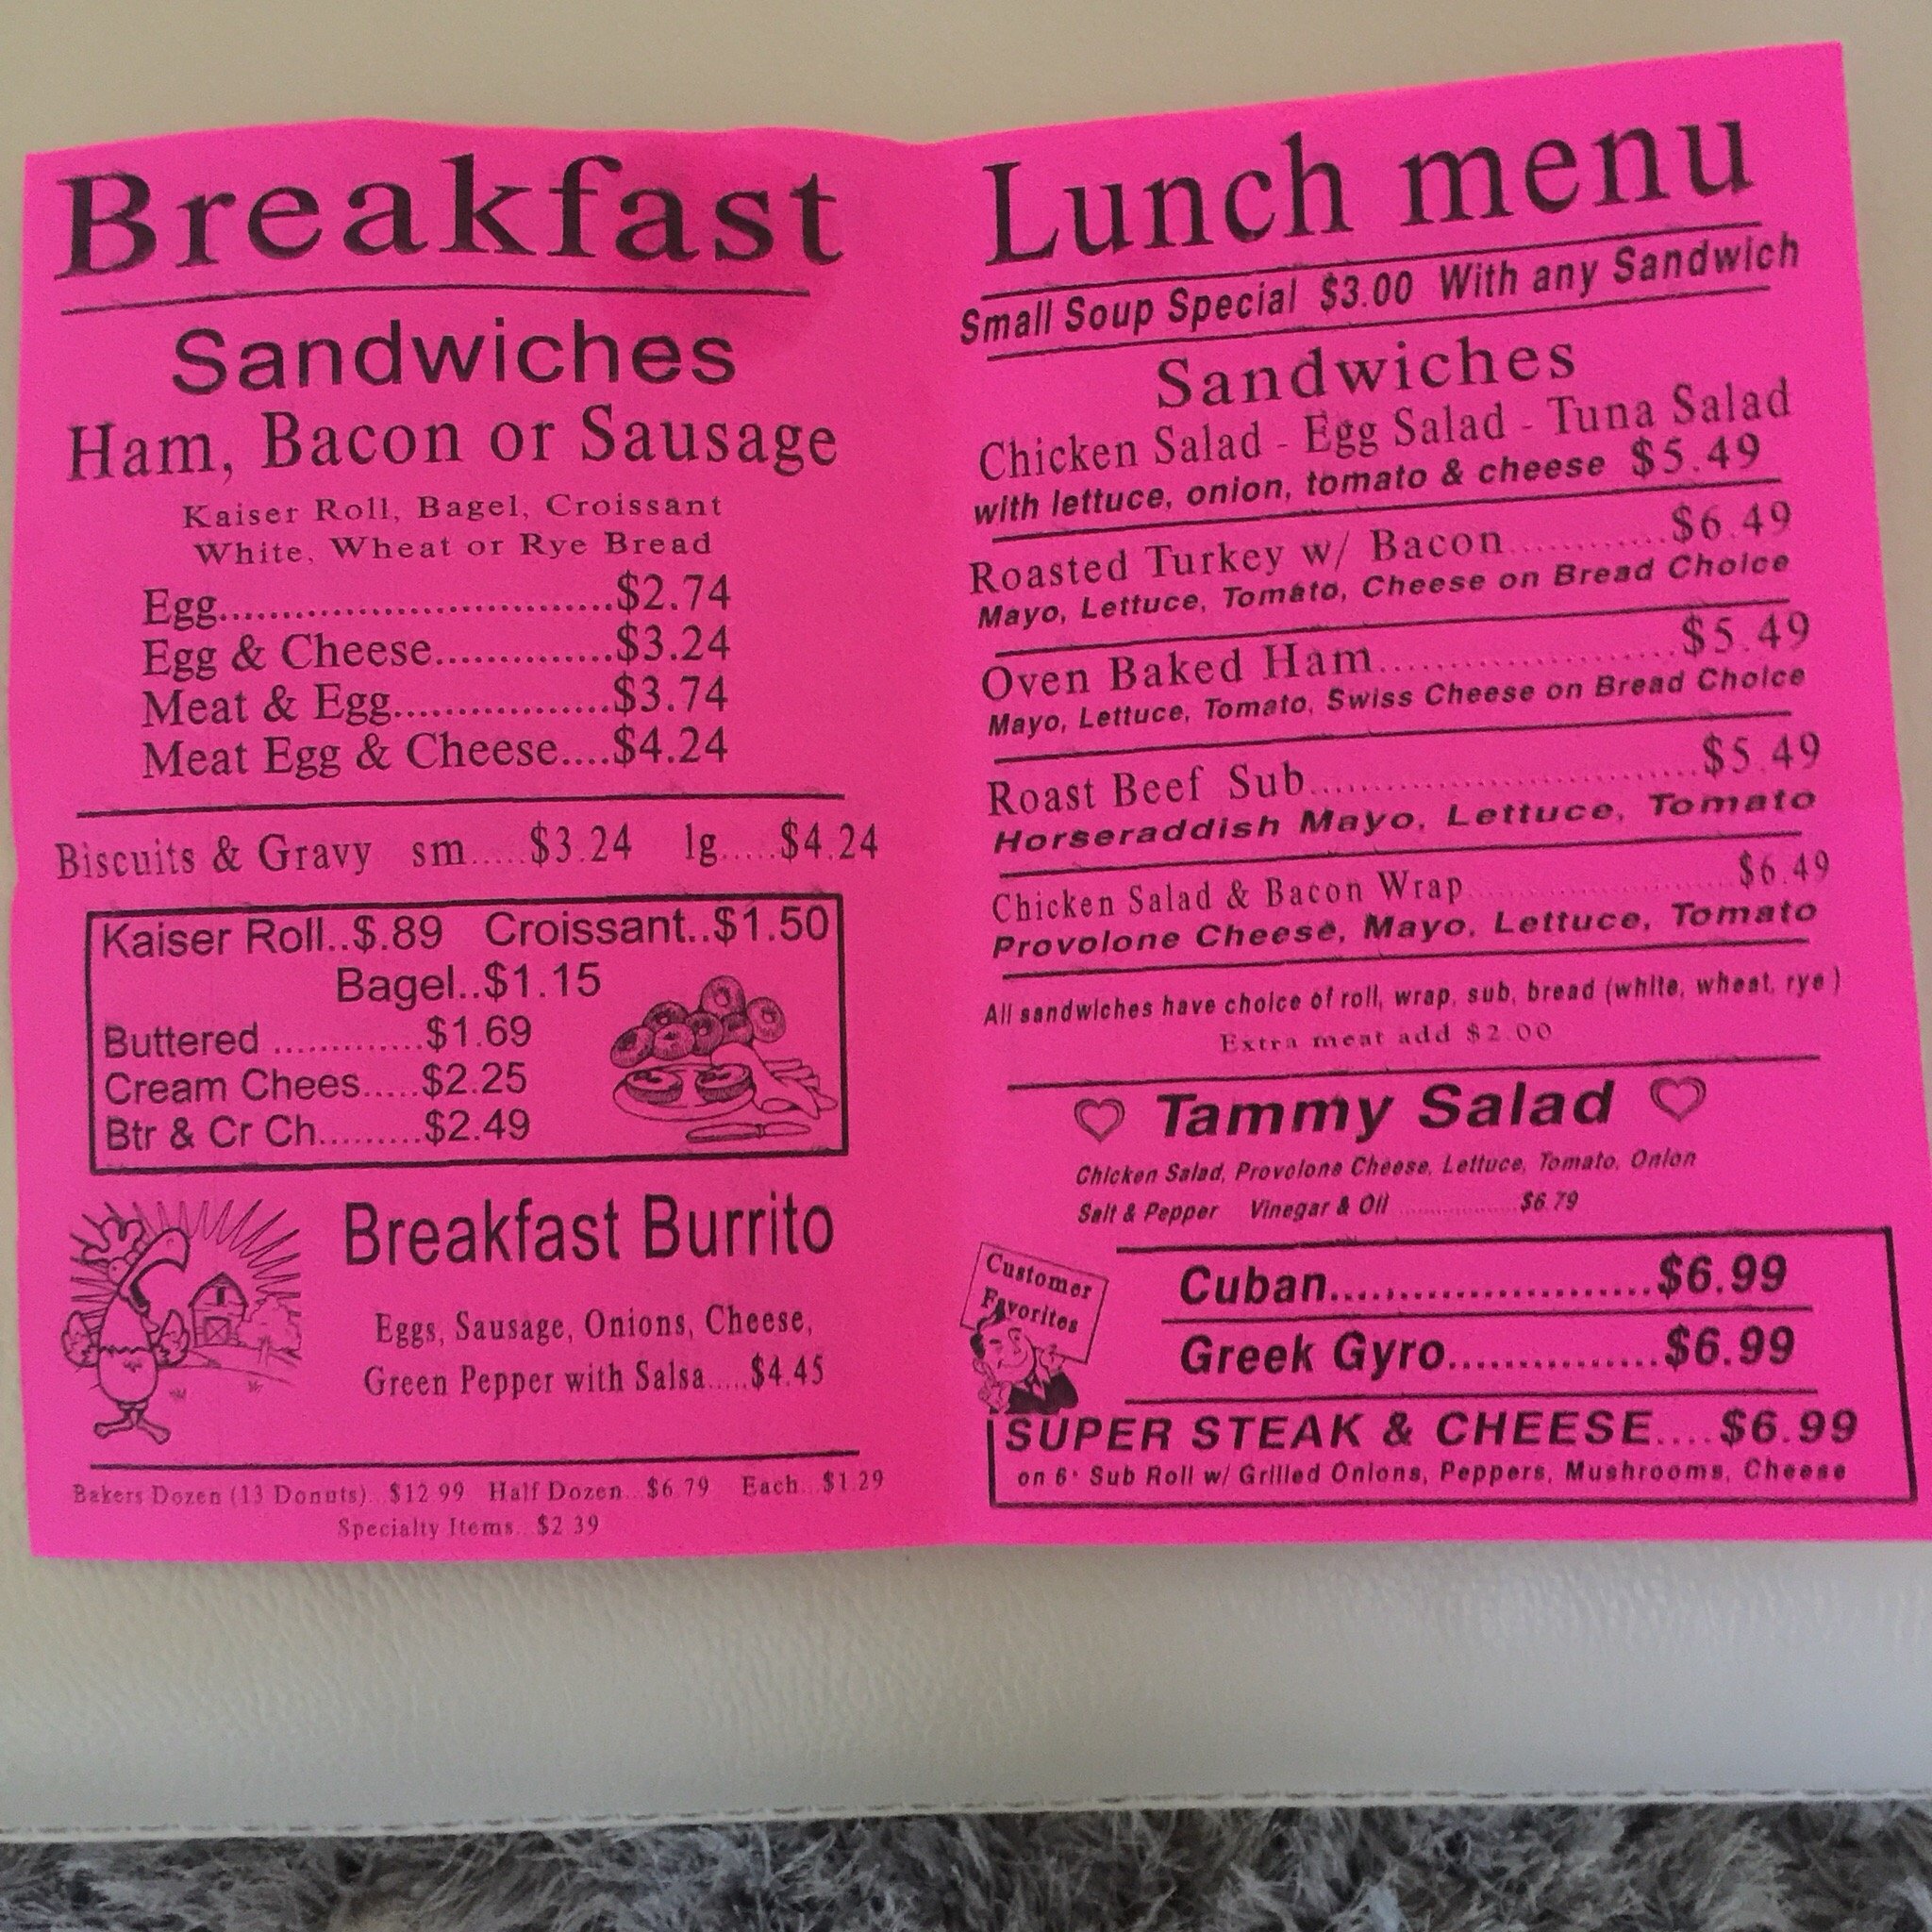 Breakfast
Sandwiches
Ham, Bacon or Sausage
Kaiser Roll, Bagel, Croissant
White, Wheat or Rye Bread
Egg................................$2.74
Egg & Cheese..............$3.24
Meat & Egg..................$3.74
Meat Egg & Cheese....$4.24
Biscuits & Gravy sm.....$3.24 lg.....$4.24
Kaiser Roll..$.89 Croissant..$1.50
Bagel..$1.15
Buttered .............$1.69
Cream Chees.....$2.25
Btr & Cr Ch.........$2.49
Breakfast Burrito
Eggs, Sausage, Onions, Cheese,
Green Pepper with Salsa.....$4.45
Bakers Dozen (13 Donuts)...$12.99 Half Dozen...$6.79 Each...$1.29
Specialty Items...$2.39
Lunch menu
Small Soup Special $3.00 With any Sandwich
Sandwiches
Chicken Salad - Egg Salad - Tuna Salad
with lettuce, onion, tomato & cheese $5.49
Roasted Turkey w/ Bacon............$6.49
Mayo, Lettuce, Tomato, Cheese on Bread Choice
Oven Baked Ham......................$5.49
Mayo, Lettuce, Tomato, Swiss Cheese on Bread Choice
Roast Beef Sub.............................$5.49
Horseraddish Mayo, Lettuce, Tomato
Chicken Salad & Bacon Wrap..........................$6.49
Provolone Cheese, Mayo, Lettuce, Tomato
All sandwiches have choice of roll, wrap, sub, bread (white, wheat, rye )
Extra meat add $2.00
♡ Tammy Salad ♡
Chicken Salad, Provolone Cheese, Lettuce, Tomato, Onion
Salt & Pepper Vinegar & Oil ..................$6.79
Customer
Favorites
Cuban.......................$6.99
Greek Gyro...............$6.99
SUPER STEAK & CHEESE....$6.99
on 6" Sub Roll w/ Grilled Onions, Peppers, Mushrooms, Cheese